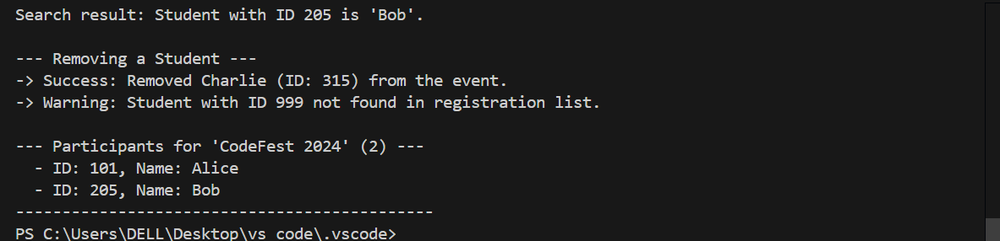 Search result: Student with ID 205 is 'Bob'.
--- Removing a Student ---
-> Success: Removed Charlie (ID: 315) from the event.
-> Warning: Student with ID 999 not found in registration list.
--- Participants for 'CodeFest 2024' (2) ---
  - ID: 101, Name: Alice
  - ID: 205, Name: Bob
---------------------------------------------
PS C:\Users\DELL\Desktop\vs code\.vscode>